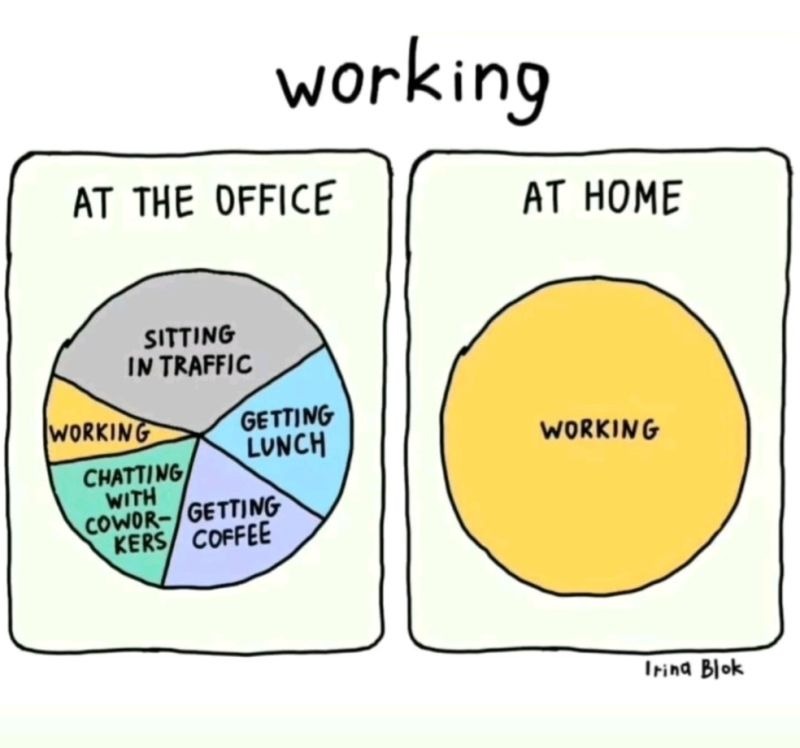 working
AT THE OFFICE
SITTING
IN TRAFFIC
GETTING
LUNCH
WORKING
CHATTING
WITH
COWOR-
KERS
GETTING
COFFEE
AT HOME
WORKING
Irina Blok